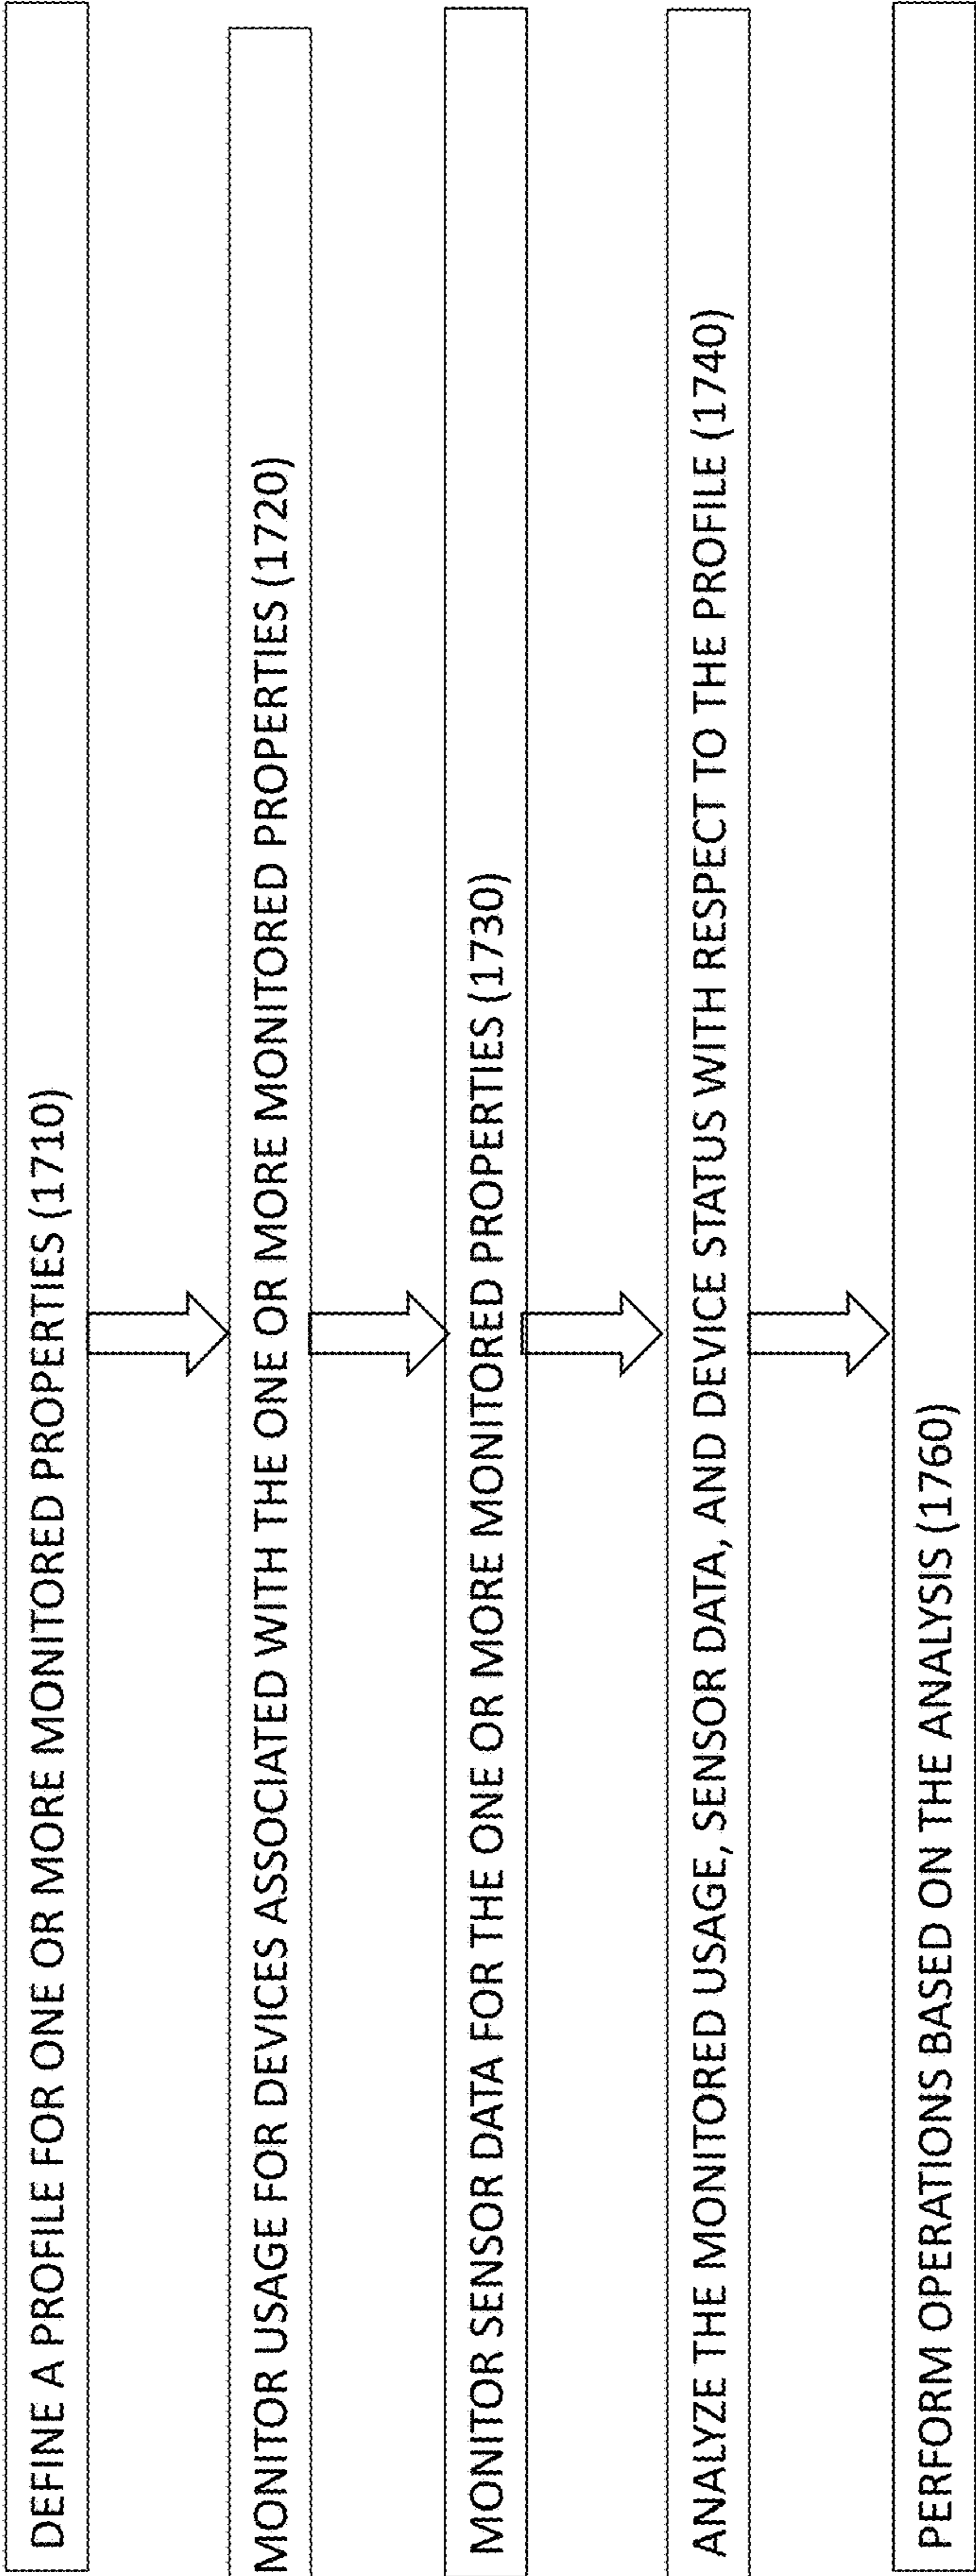 DEFINE A PROFILE FOR ONE OR MORE MONITORED PROPERTIES (1710)
MONITOR USAGE FOR DEVICES ASSOCIATED WITH THE ONE OR MORE MONITORED PROPERTIES (1720)
MONITOR SENSOR DATA FOR THE ONE OR MORE MONITORED PROPERTIES (1730)
ANALYZE THE MONITORED USAGE, SENSOR DATA, AND DEVICE STATUS WITH RESPECT TO THE PROFILE (1740)
PERFORM OPERATIONS BASED ON THE ANALYSIS (1760)